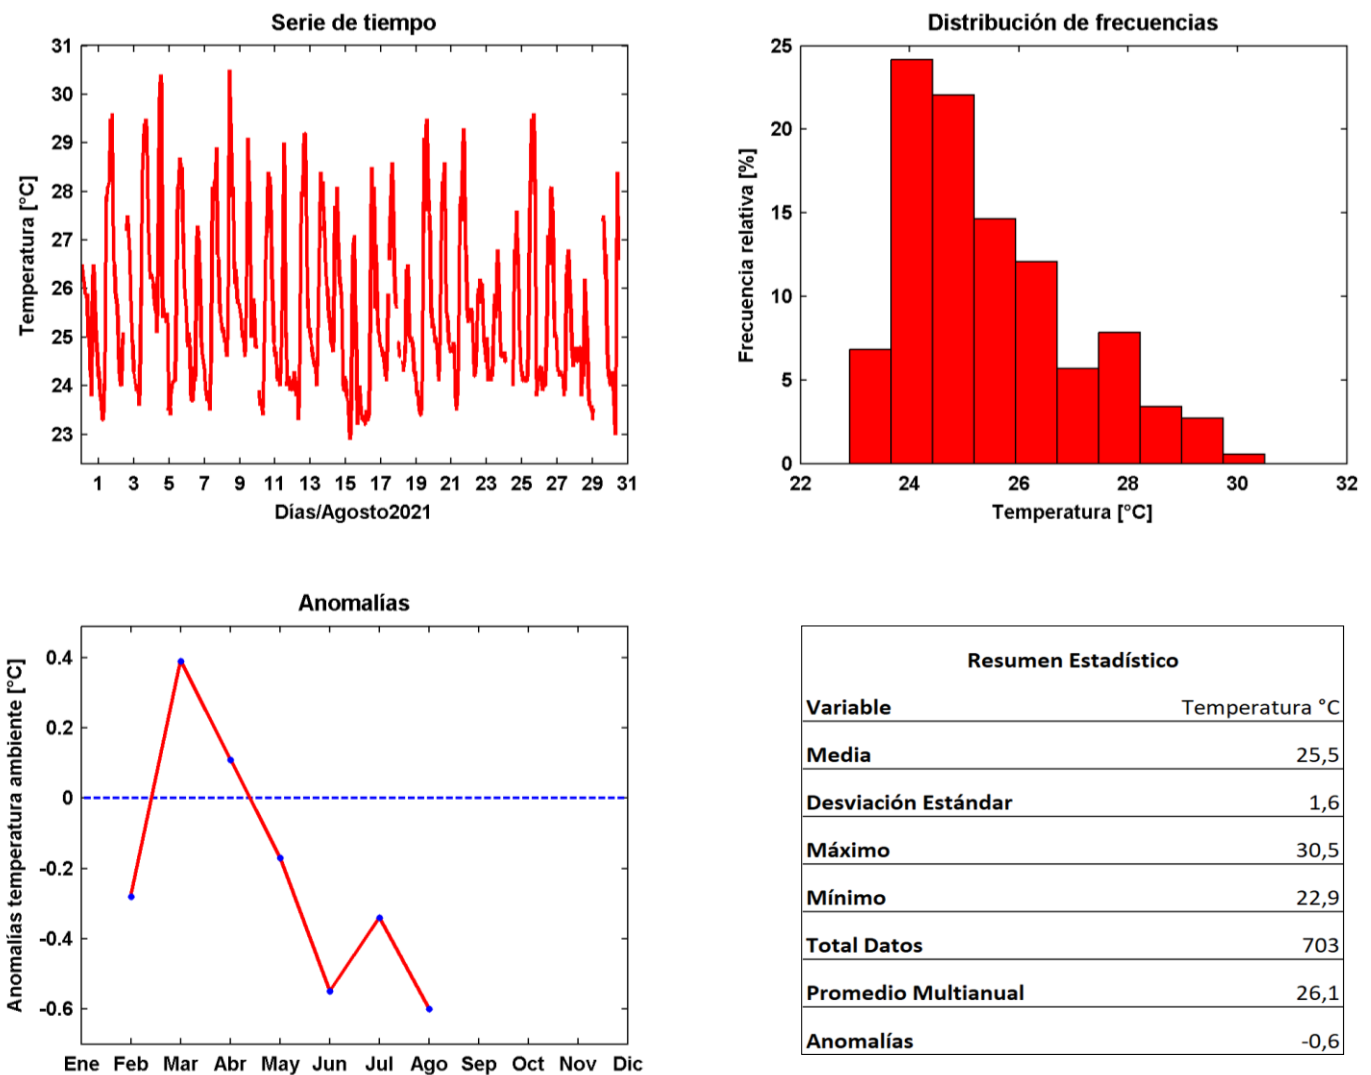 Serie de tiempo
31
30
29
28
27
26
25
24
23
Temperatura [°C]
1 3 5 7 9 11 13 15 17 19 21 23 25 27 29 31
Días/Agosto2021
Distribución de frecuencias
25
20
15
10
5
0
Frecuencia relativa [%]
22 24 26 28 30 32
Temperatura [°C]
Anomalías
0.4
0.2
0
-0.2
-0.4
-0.6
Anomalías temperatura ambiente [°C]
Ene Feb Mar Abr May Jun Jul Ago Sep Oct Nov Dic
Resumen Estadístico
Variable Temperatura °C
Media 25,5
Desviación Estándar 1,6
Máximo 30,5
Mínimo 22,9
Total Datos 703
Promedio Multianual 26,1
Anomalías -0,6